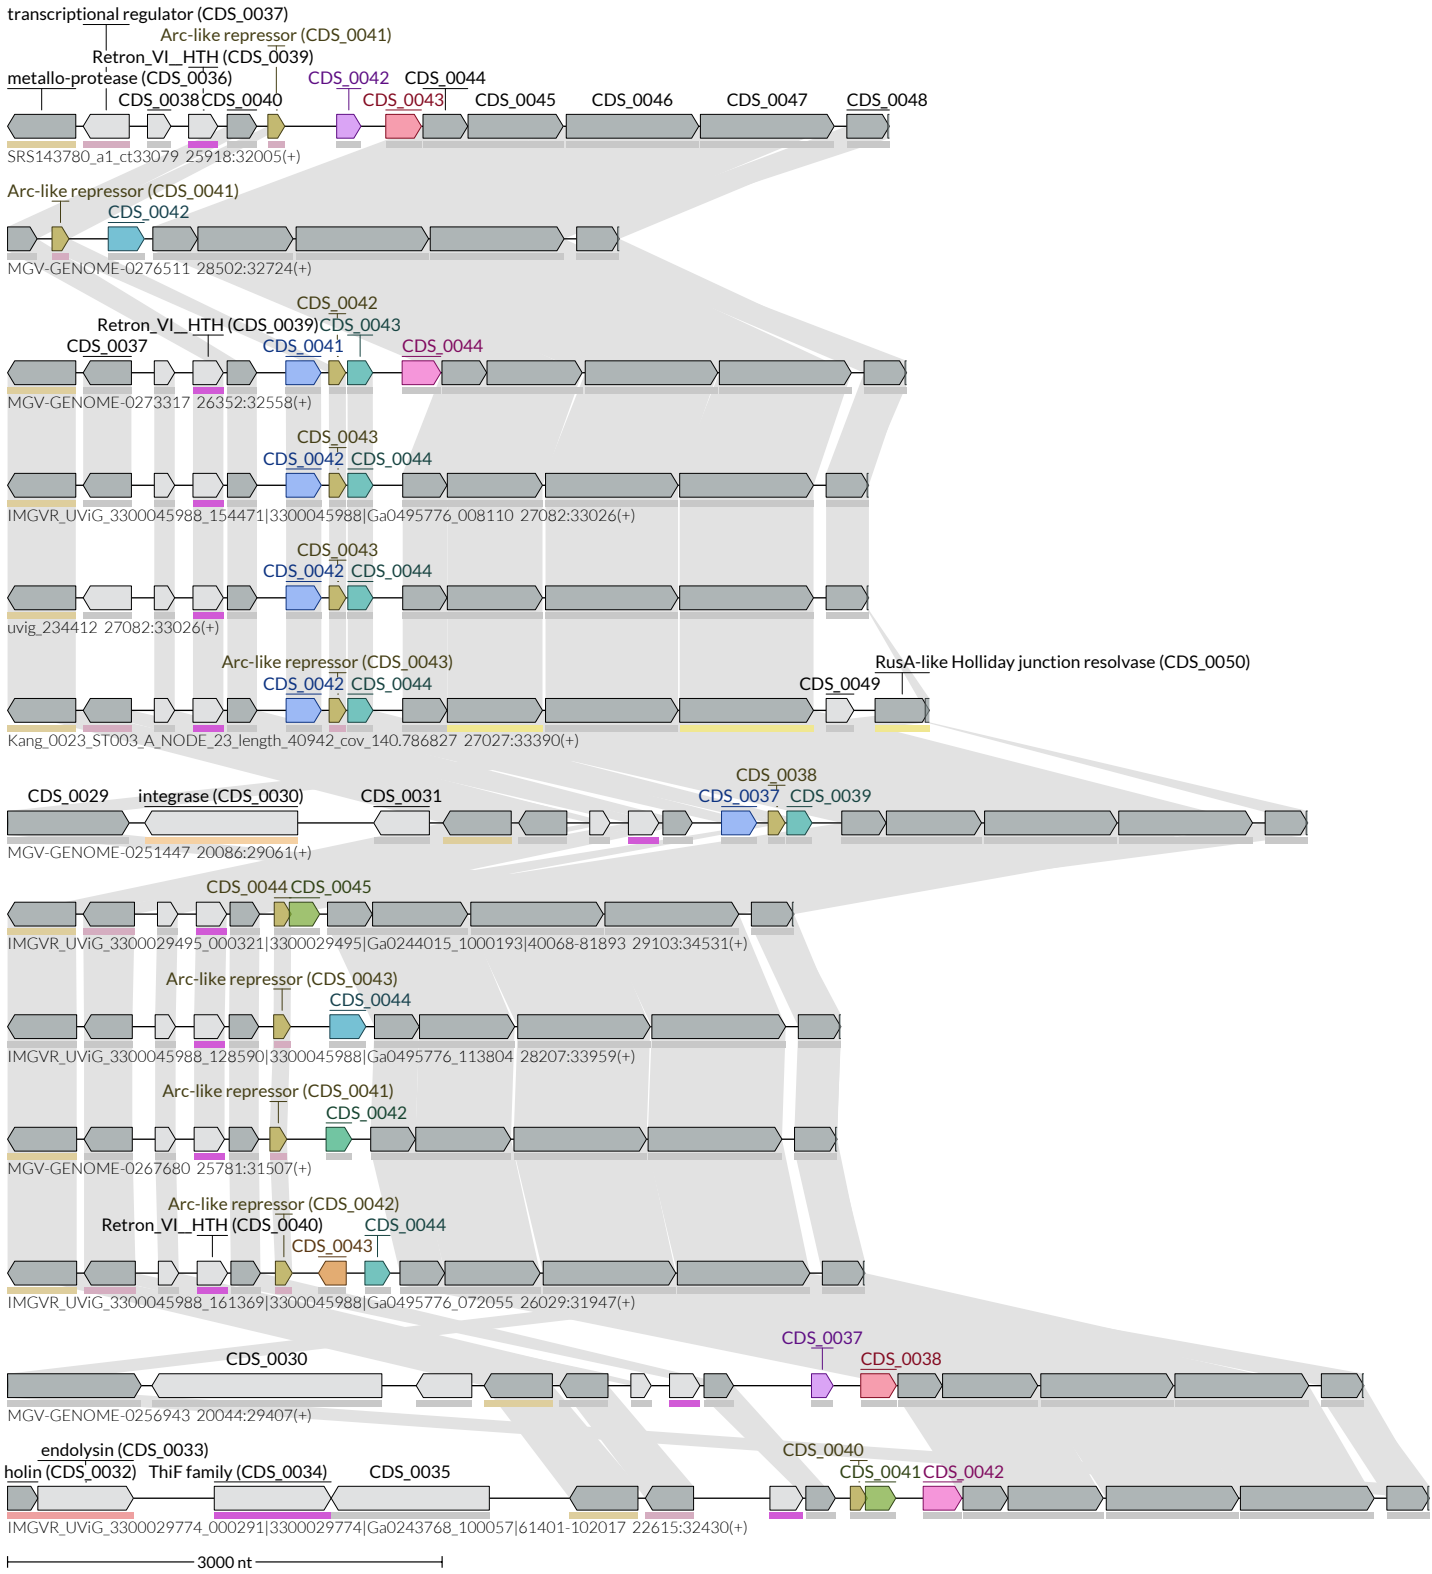 transcriptional regulator (CDS_0037)
Arc-like repressor (CDS_0041)
Retron_VI__HTH (CDS_0039)
metallo-protease (CDS_0036) CDS_0042 CDS_0044
CDS_0038 CDS_0040 CDS_0043 CDS_0045 CDS_0046 CDS_0047 CDS_0048
SRS143780_a1_ct33079 25918:32005(+)
Arc-like repressor (CDS_0041)
CDS_0042
MGV-GENOME-0276511 28502:32724(+)
CDS_0042
Retron_VI__HTH (CDS_0039) CDS_0043
CDS_0037 CDS_0041 CDS_0044
MGV-GENOME-0273317 26352:32558(+)
CDS_0043
CDS_0042 CDS_0044
IMGVR_UViG_3300045988_154471|3300045988|Ga0495776_008110 27082:33026(+)
CDS_0043
CDS_0042 CDS_0044
uvig_234412 27082:33026(+)
Arc-like repressor (CDS_0043) RusA-like Holliday junction resolvase (CDS_0050)
CDS_0042 CDS_0044 CDS_0049
Kang_0023_ST003_A_NODE_23_length_40942_cov_140.786827 27027:33390(+)
CDS_0038
CDS_0029 integrase (CDS_0030) CDS_0031 CDS_0037 CDS_0039
MGV-GENOME-0251447 20086:29061(+)
CDS_0044 CDS_0045
IMGVR_UViG_3300029495_000321|3300029495|Ga0244015_1000193|40068-81893 29103:34531(+)
Arc-like repressor (CDS_0043)
CDS_0044
IMGVR_UViG_3300045988_128590|3300045988|Ga0495776_113804 28207:33959(+)
Arc-like repressor (CDS_0041)
CDS_0042
MGV-GENOME-0267680 25781:31507(+)
Arc-like repressor (CDS_0042)
Retron_VI__HTH (CDS_0040) CDS_0044
CDS_0043
IMGVR_UViG_3300045988_161369|3300045988|Ga0495776_072055 26029:31947(+)
CDS_0037
CDS_0030 CDS_0038
MGV-GENOME-0256943 20044:29407(+)
endolysin (CDS_0033) CDS_0040
holin (CDS_0032) ThiF family (CDS_0034) CDS_0035 CDS_0041 CDS_0042
IMGVR_UViG_3300029774_000291|3300029774|Ga0243768_100057|61401-102017 22615:32430(+)
3000 nt